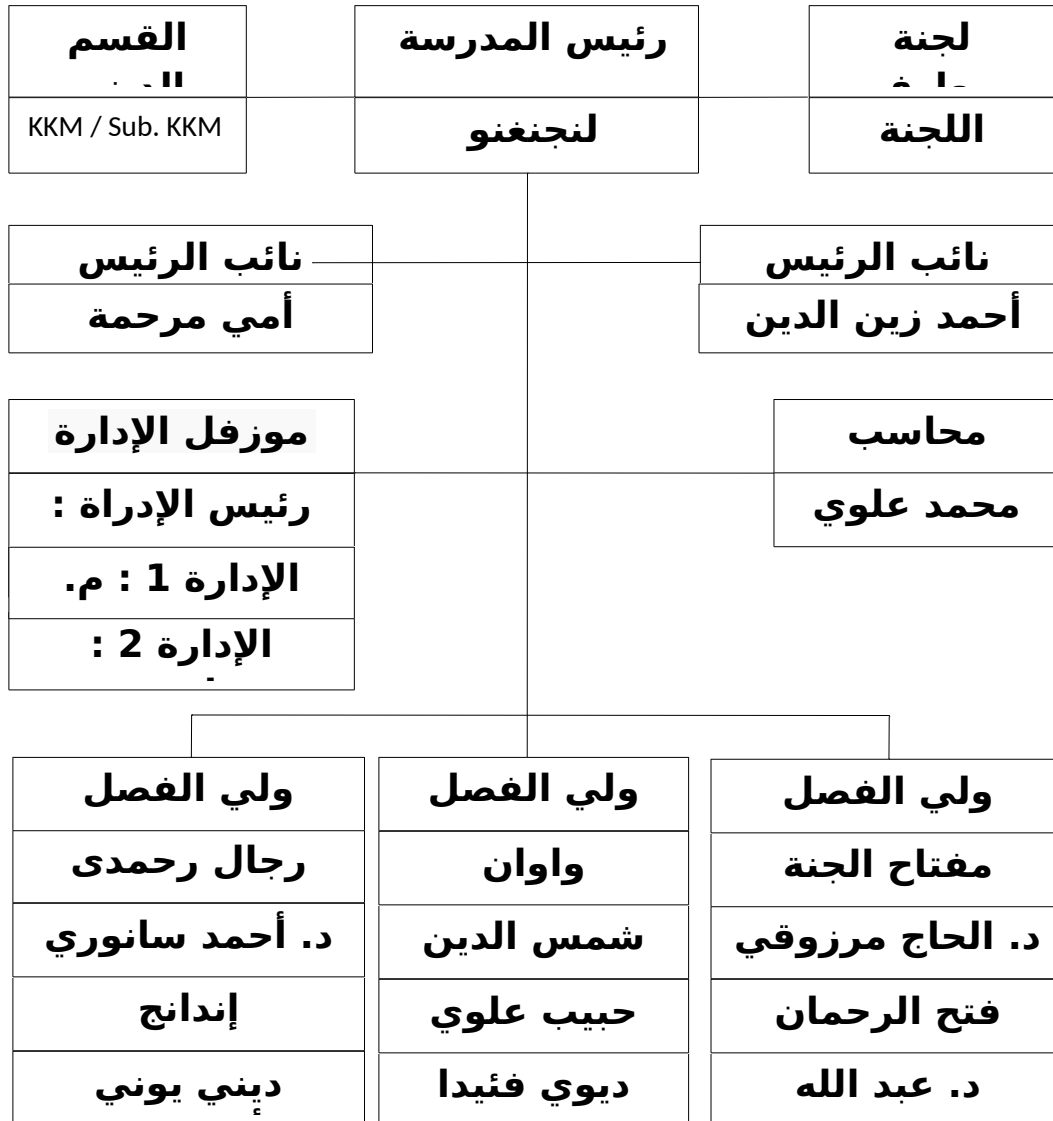 لجنة
رئيس المدرسة
القسم
اللجنة
لنجنغنو
KKM / Sub. KKM
نائب الرئيس
نائب الرئيس
أحمد زين الدين
أمي مرحمة
محاسب
موزفل الإدارة
محمد علوي
رئيس الإدراة :
الإدارة 1 : م.
الإدارة 2 :
ولي الفصل
ولي الفصل
ولي الفصل
مفتاح الجنة
واوان
رجال رحمدى
د. الحاج مرزوقي
شمس الدين
د. أحمد سانوري
فتح الرحمان
حبيب علوي
إندانج
د. عبد الله
ديوي فئيدا
ديني يوني